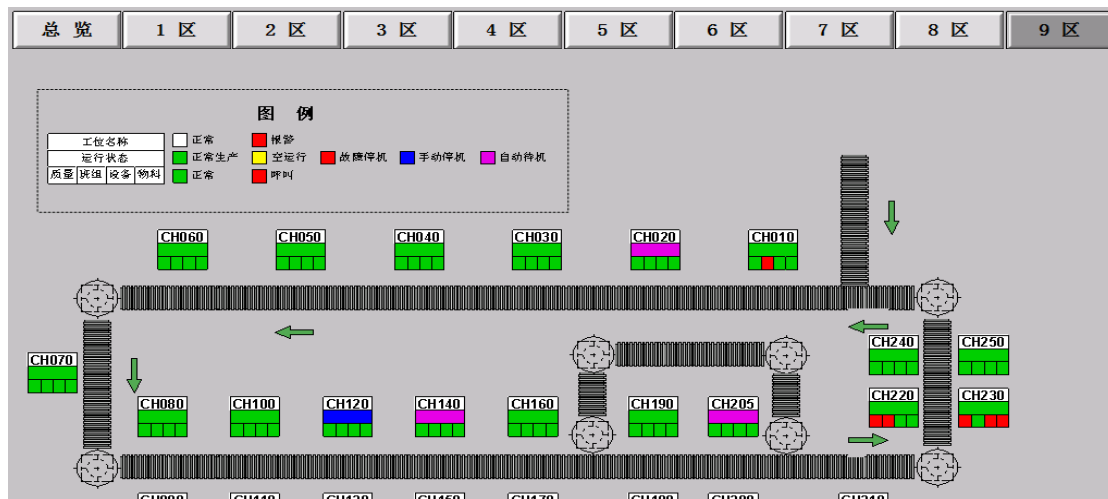 总 览 1 区 2 区 3 区 4 区 5 区 6 区 7 区 8 区 9 区
图 例
工位名称 正常 报警
运行状态 正常生产 空运行 故障停机 手动停机 自动待机
质量 班组 设备 物料 正常 呼叫
CH060 CH050 CH040 CH030 CH020 CH010
CH240 CH250
CH070
CH220 CH230
CH080 CH100 CH120 CH140 CH160 CH190 CH205